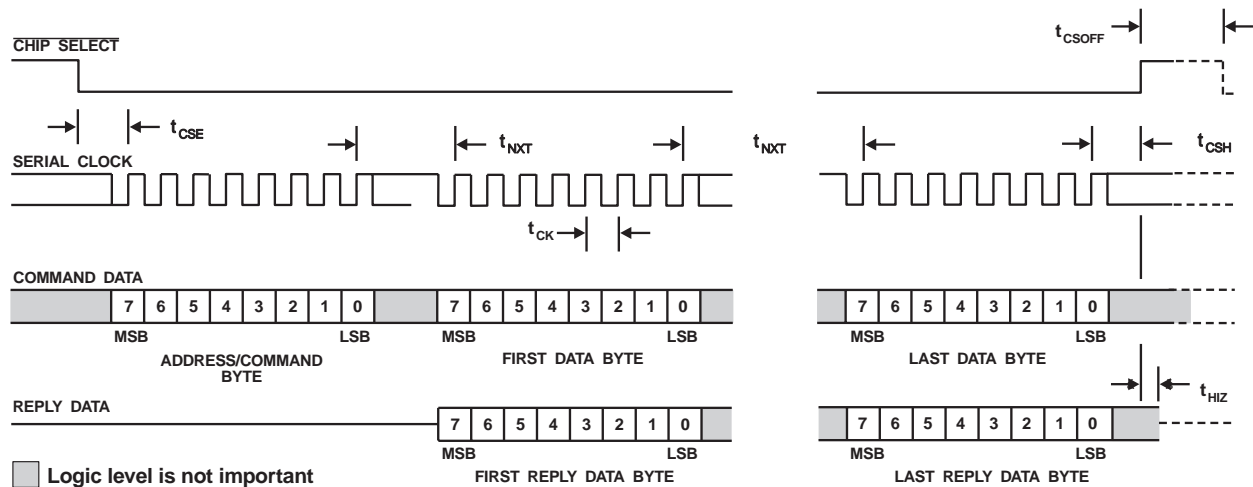 CHIP SELECT
tCSOFF
tCSE
tNXT
tNXT
tCSH
SERIAL CLOCK
tCK
COMMAND DATA
7 6 5 4 3 2 1 0 7 6 5 4 3 2 1 0 7 6 5 4 3 2 1 0
MSB LSB MSB LSB MSB LSB
ADDRESS/COMMAND
BYTE
FIRST DATA BYTE
LAST DATA BYTE
tHIZ
REPLY DATA
7 6 5 4 3 2 1 0 7 6 5 4 3 2 1 0
MSB LSB MSB LSB
Logic level is not important
FIRST REPLY DATA BYTE
LAST REPLY DATA BYTE